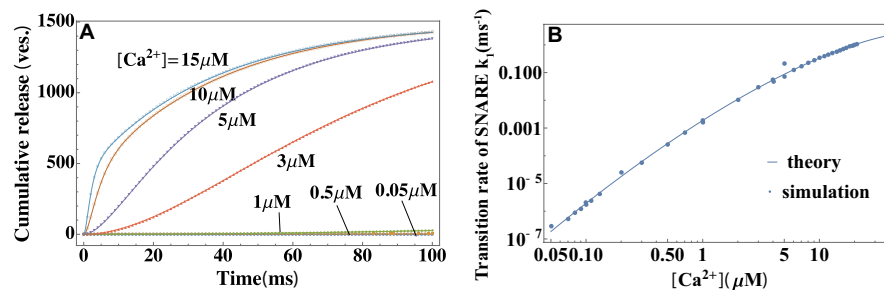 A
[Ca²⁺]=15μM
10μM
5μM
3μM
1μM
0.5μM
0.05μM
Cumulative release (ves.)
1500
1000
500
0
0 20 40 60 80 100
Time(ms)
B
Transition rate of SNARE k₁(ms⁻¹)
0.100
0.001
10⁻⁵
10⁻⁷
theory
simulation
0.05 0.10 0.50 1 5 10
[Ca²⁺](μM)